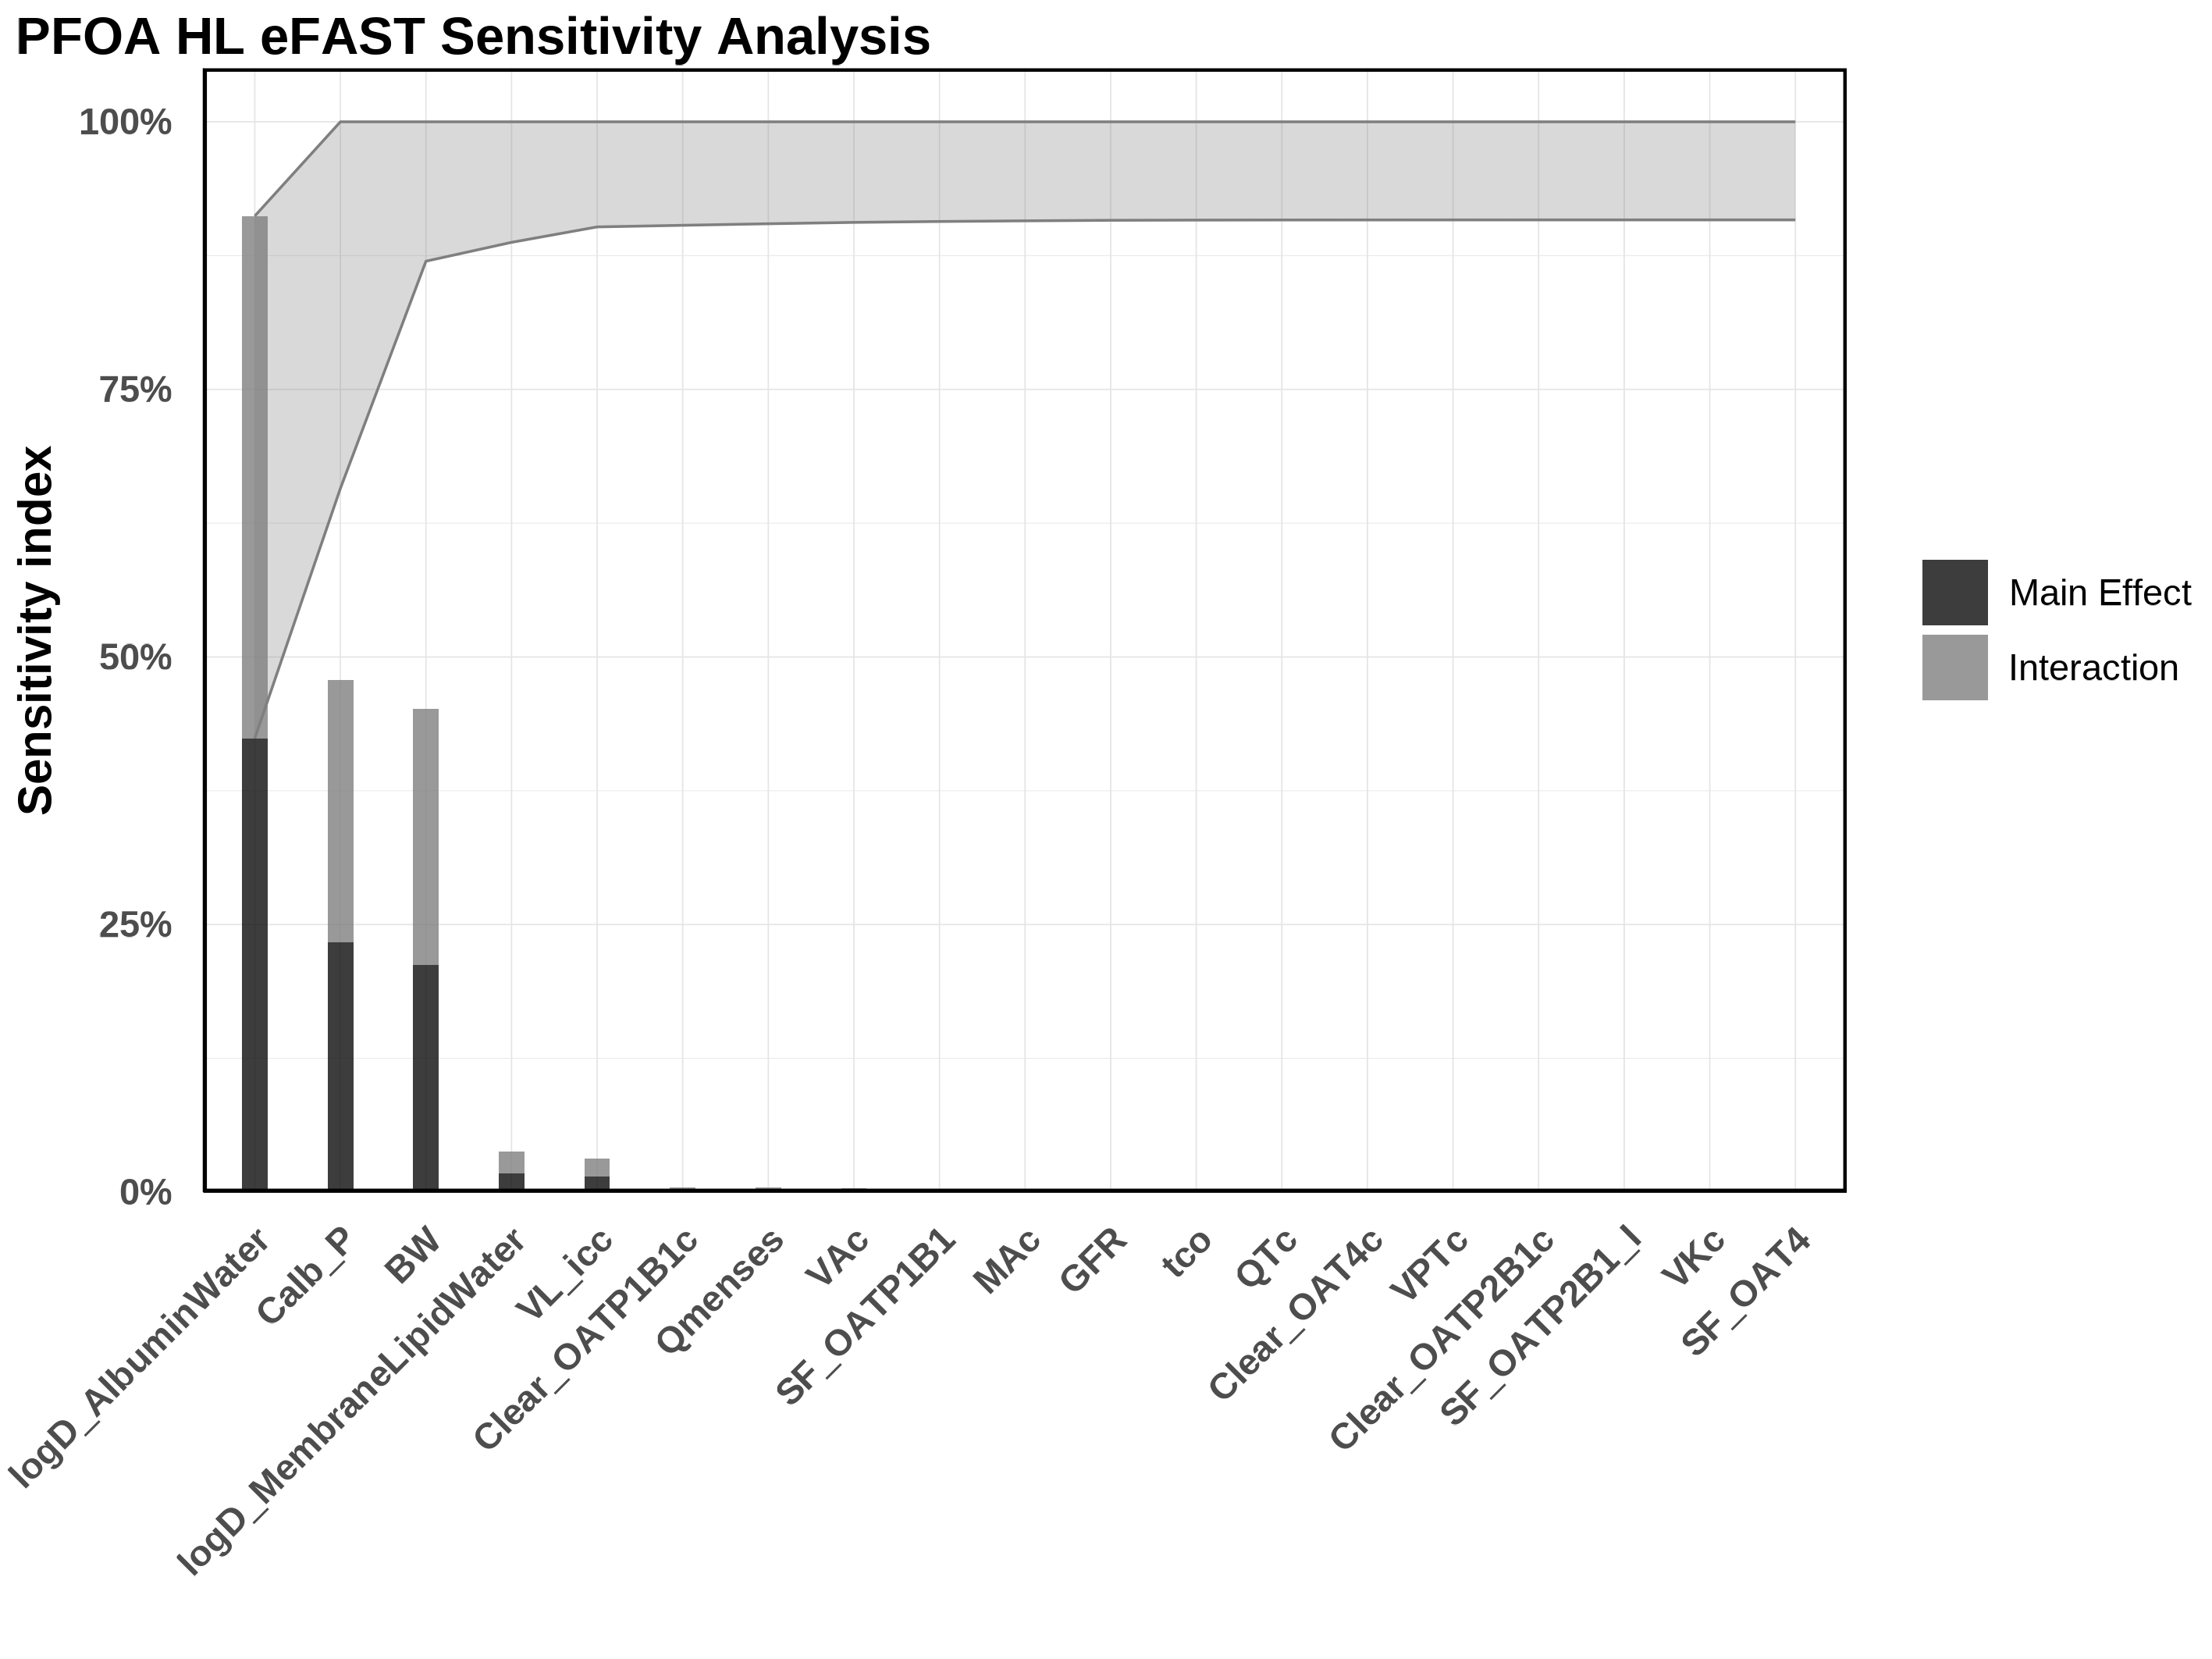 PFOA HL eFAST Sensitivity Analysis
Sensitivity index
100%
75%
50%
25%
0%
logD_AlbuminWater
Calb_P
BW
logD_MembraneLipidWater
VL_icc
Clear_OATP1B1c
Qmenses
VAc
SF_OATP1B1
MAc
GFR
tco
QTc
Clear_OAT4c
VPTc
Clear_OATP2B1c
SF_OATP2B1_l
VKc
SF_OAT4
Main Effect
Interaction